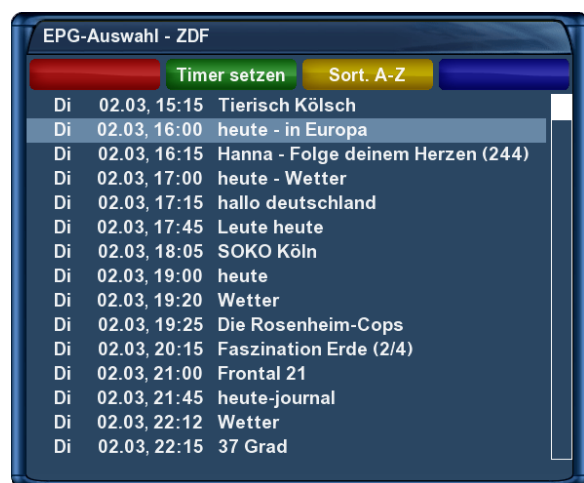 EPG-Auswahl - ZDF
Timer setzen Sort. A-Z
Di 02.03, 15:15 Tierisch Kölsch
Di 02.03, 16:00 heute - in Europa
Di 02.03, 16:15 Hanna - Folge deinem Herzen (244)
Di 02.03, 17:00 heute - Wetter
Di 02.03, 17:15 hallo deutschland
Di 02.03, 17:45 Leute heute
Di 02.03, 18:05 SOKO Köln
Di 02.03, 19:00 heute
Di 02.03, 19:20 Wetter
Di 02.03, 19:25 Die Rosenheim-Cops
Di 02.03, 20:15 Faszination Erde (2/4)
Di 02.03, 21:00 Frontal 21
Di 02.03, 21:45 heute-journal
Di 02.03, 22:12 Wetter
Di 02.03, 22:15 37 Grad